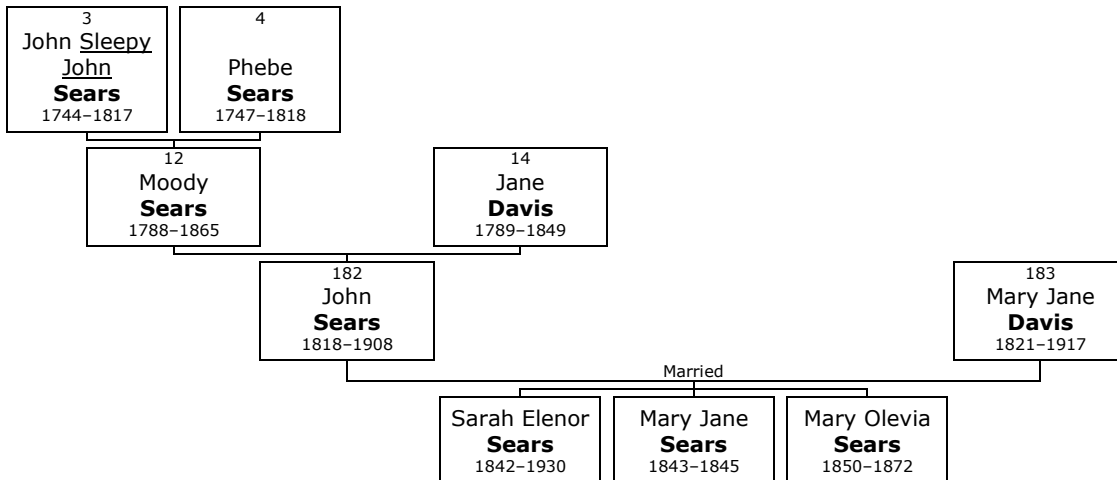 3
John Sleepy
John
Sears
1744–1817
4
Phebe
Sears
1747–1818
12
Moody
Sears
1788–1865
14
Jane
Davis
1789–1849
182
John
Sears
1818–1908
183
Mary Jane
Davis
1821–1917
Married
Sarah Elenor
Sears
1842–1930
Mary Jane
Sears
1843–1845
Mary Olevia
Sears
1850–1872